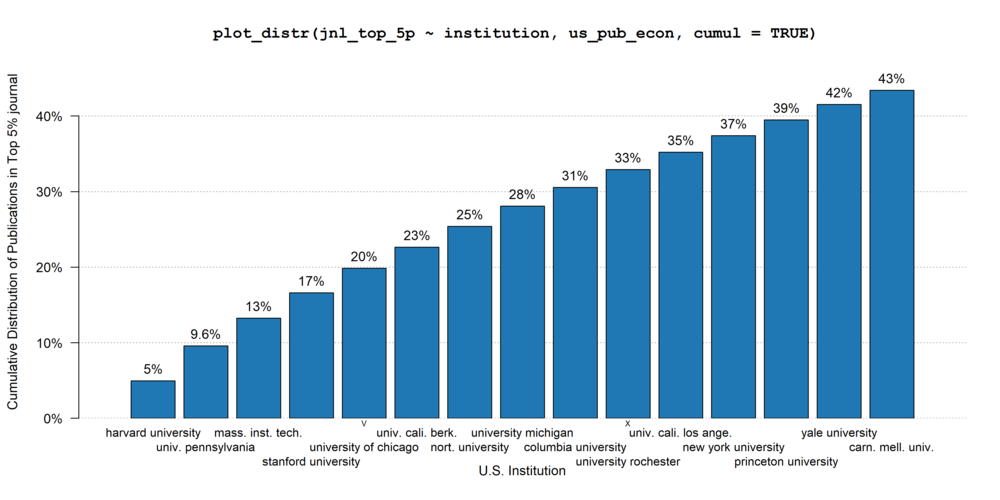 plot_distr(jnl_top_5p ~ institution, us_pub_econ, cumul = TRUE)
Cumulative Distribution of Publications in Top 5% journal
40%
30%
20%
10%
0%
5%
9.6%
13%
17%
20%
23%
25%
28%
31%
33%
35%
37%
39%
42%
43%
V
X
harvard university
mass. inst. tech.
univ. cali. berk.
university michigan
univ. cali. los ange.
yale university
univ. pennsylvania
university of chicago
nort. university
columbia university
new york university
carn. mell. univ.
stanford university
university rochester
princeton university
U.S. Institution